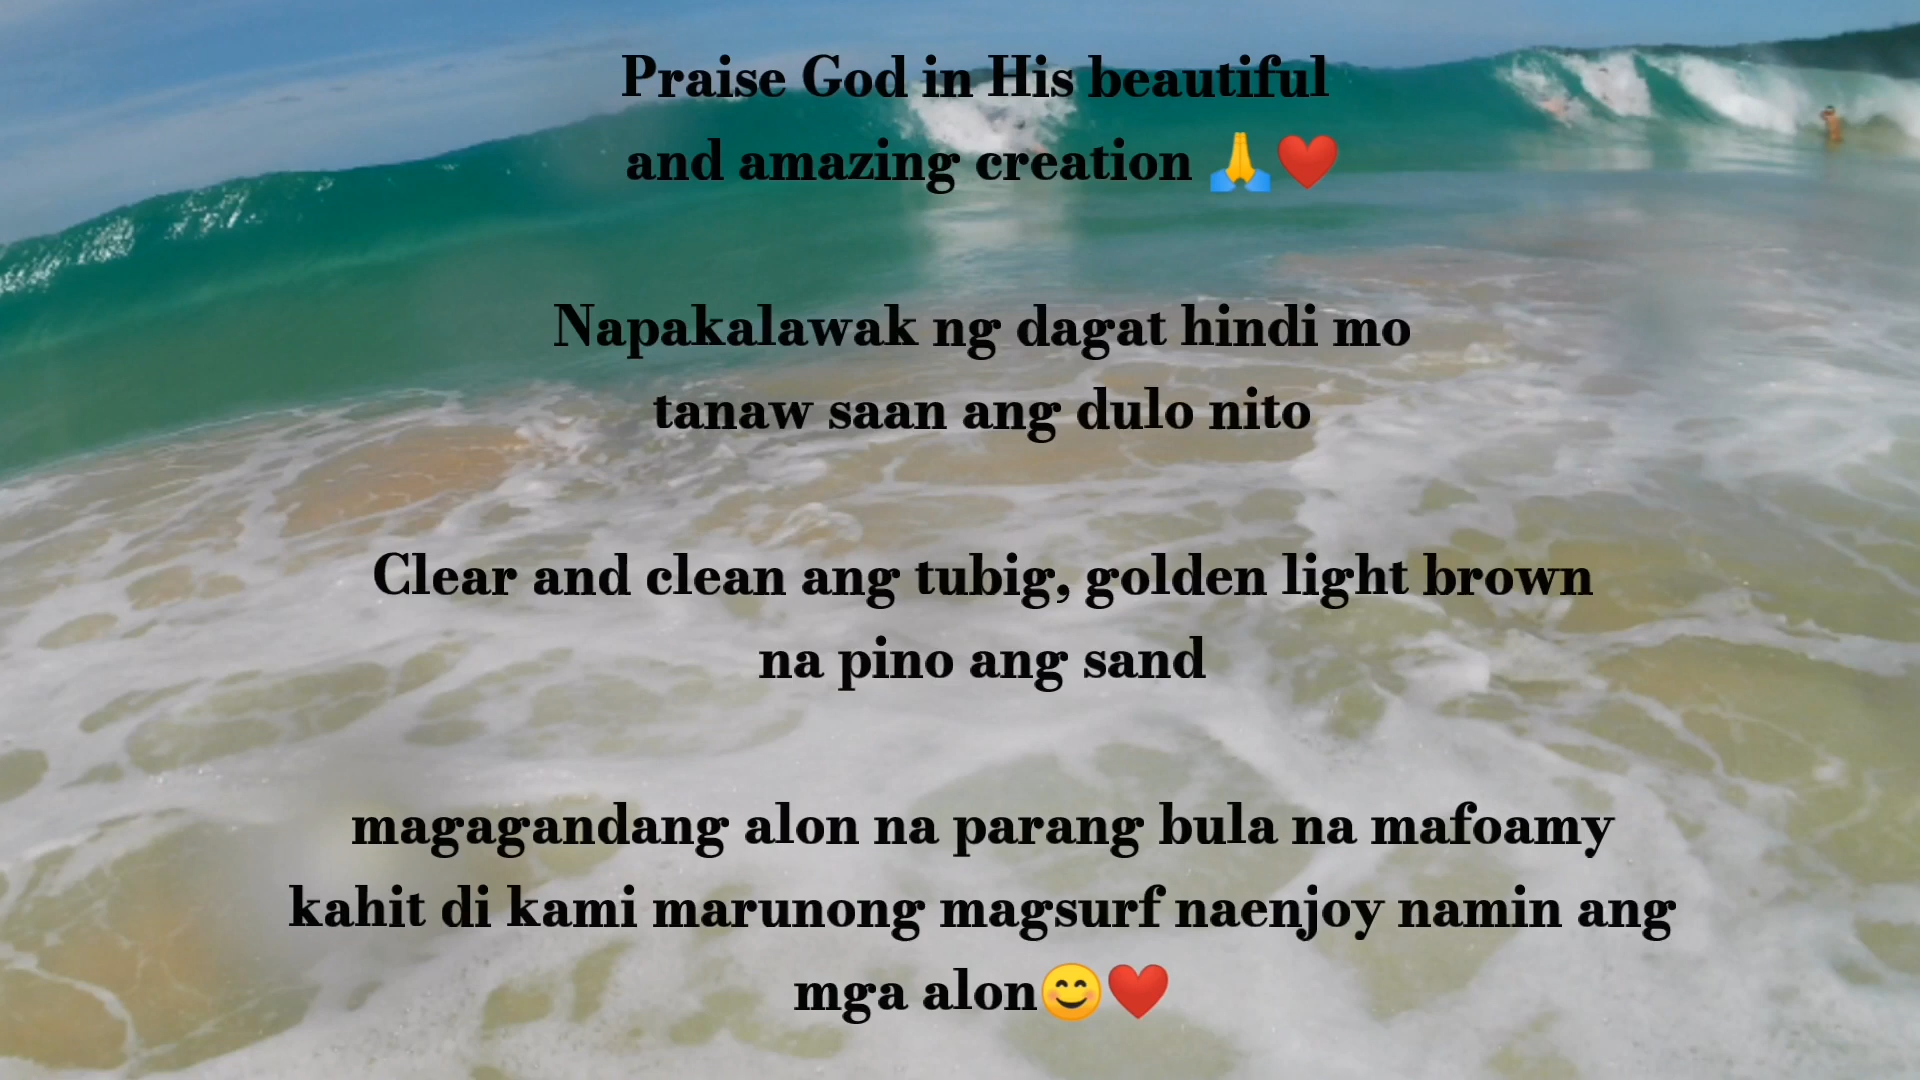 Praise God in His beautiful
and amazing creation 🙏❤️
Napakalawak ng dagat hindi mo
tanaw saan ang dulo nito
Clear and clean ang tubig, golden light brown
na pino ang sand
magagandang alon na parang bula na mafoamy
kahit di kami marunong magsurf naenjoy namin ang
mga alon😊❤️